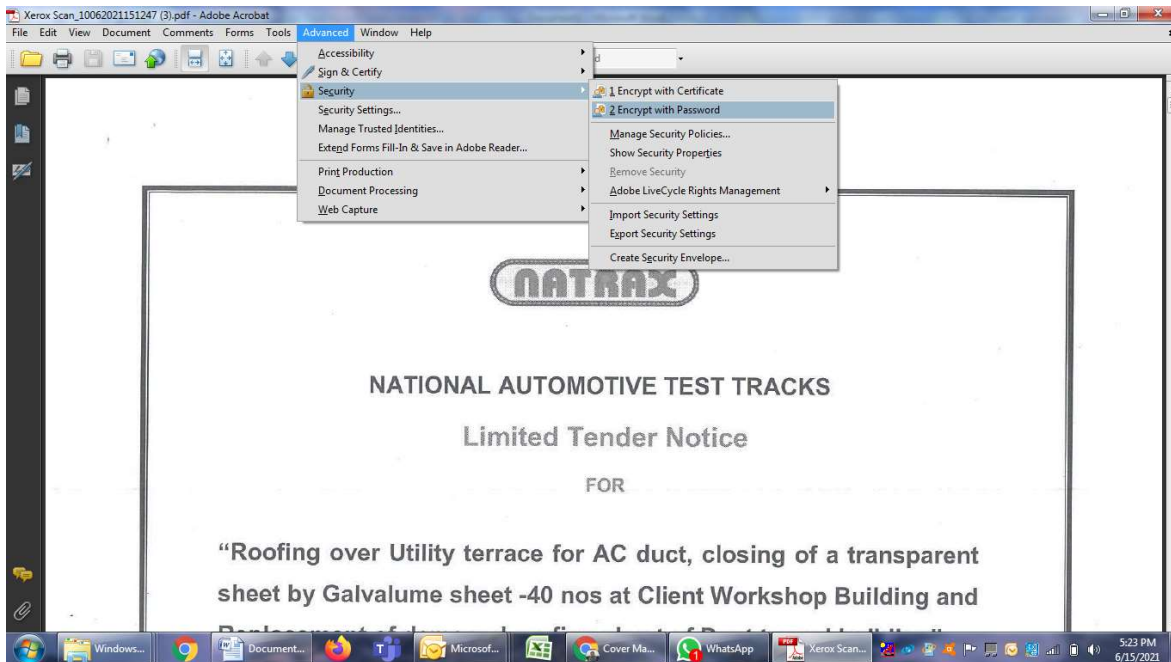 Xerox Scan_10062021151247 (3).pdf - Adobe Acrobat
File Edit View Document Comments Forms Tools Advanced Window Help
Accessibility
Sign & Certify
Security
Security Settings...
Manage Trusted Identities...
Extend Forms Fill-In & Save in Adobe Reader...
Print Production
Document Processing
Web Capture
1 Encrypt with Certificate
2 Encrypt with Password
Manage Security Policies...
Show Security Properties
Remove Security
Adobe LiveCycle Rights Management
Import Security Settings
Export Security Settings
Create Security Envelope...
NATRAX
NATIONAL AUTOMOTIVE TEST TRACKS
Limited Tender Notice
FOR
“Roofing over Utility terrace for AC duct, closing of a transparent
sheet by Galvalume sheet -40 nos at Client Workshop Building and
Windows... Document... Microsof... Cover Ma... WhatsApp Xerox Scan... 5:23 PM
6/15/2021